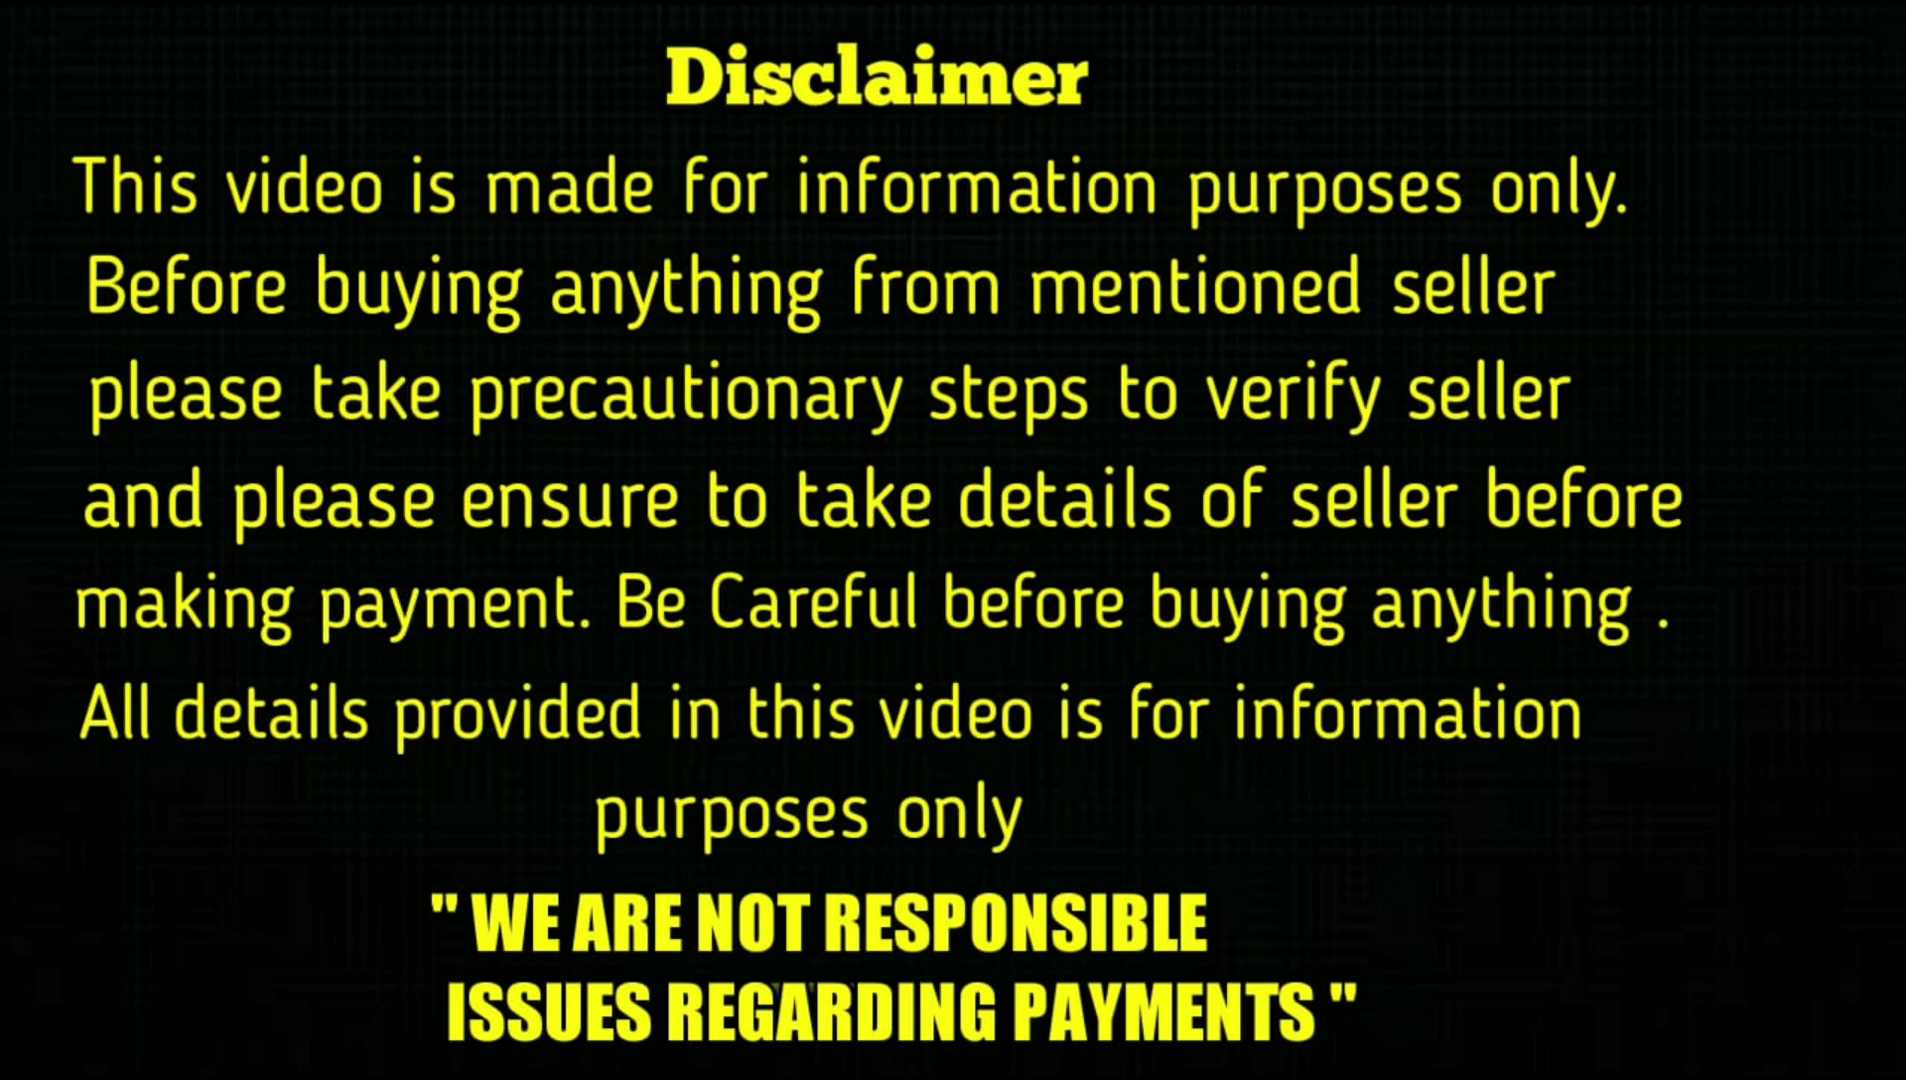 Disclaimer
This video is made for information purposes only.
Before buying anything from mentioned seller
please take precautionary steps to verify seller
and please ensure to take details of seller before
making payment. Be Careful before buying anything .
All details provided in this video is for information
purposes only
" WE ARE NOT RESPONSIBLE
ISSUES REGARDING PAYMENTS "